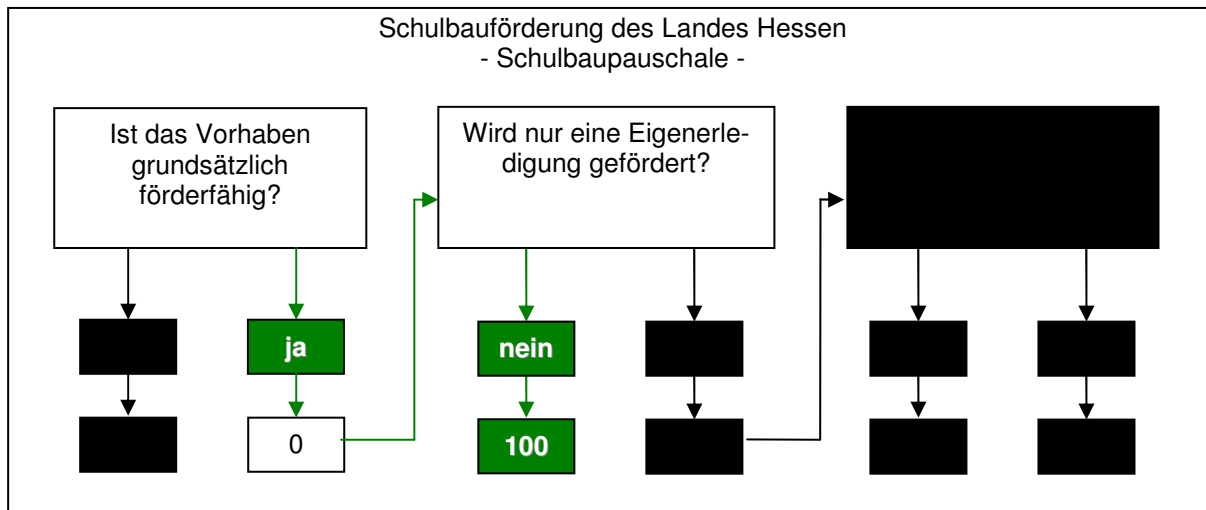 Schulbauförderung des Landes Hessen
- Schulbaupauschale -
Ist das Vorhaben
grundsätzlich
förderfähig?
Wird nur eine Eigenerle-
digung gefördert?
ja
nein
0
100